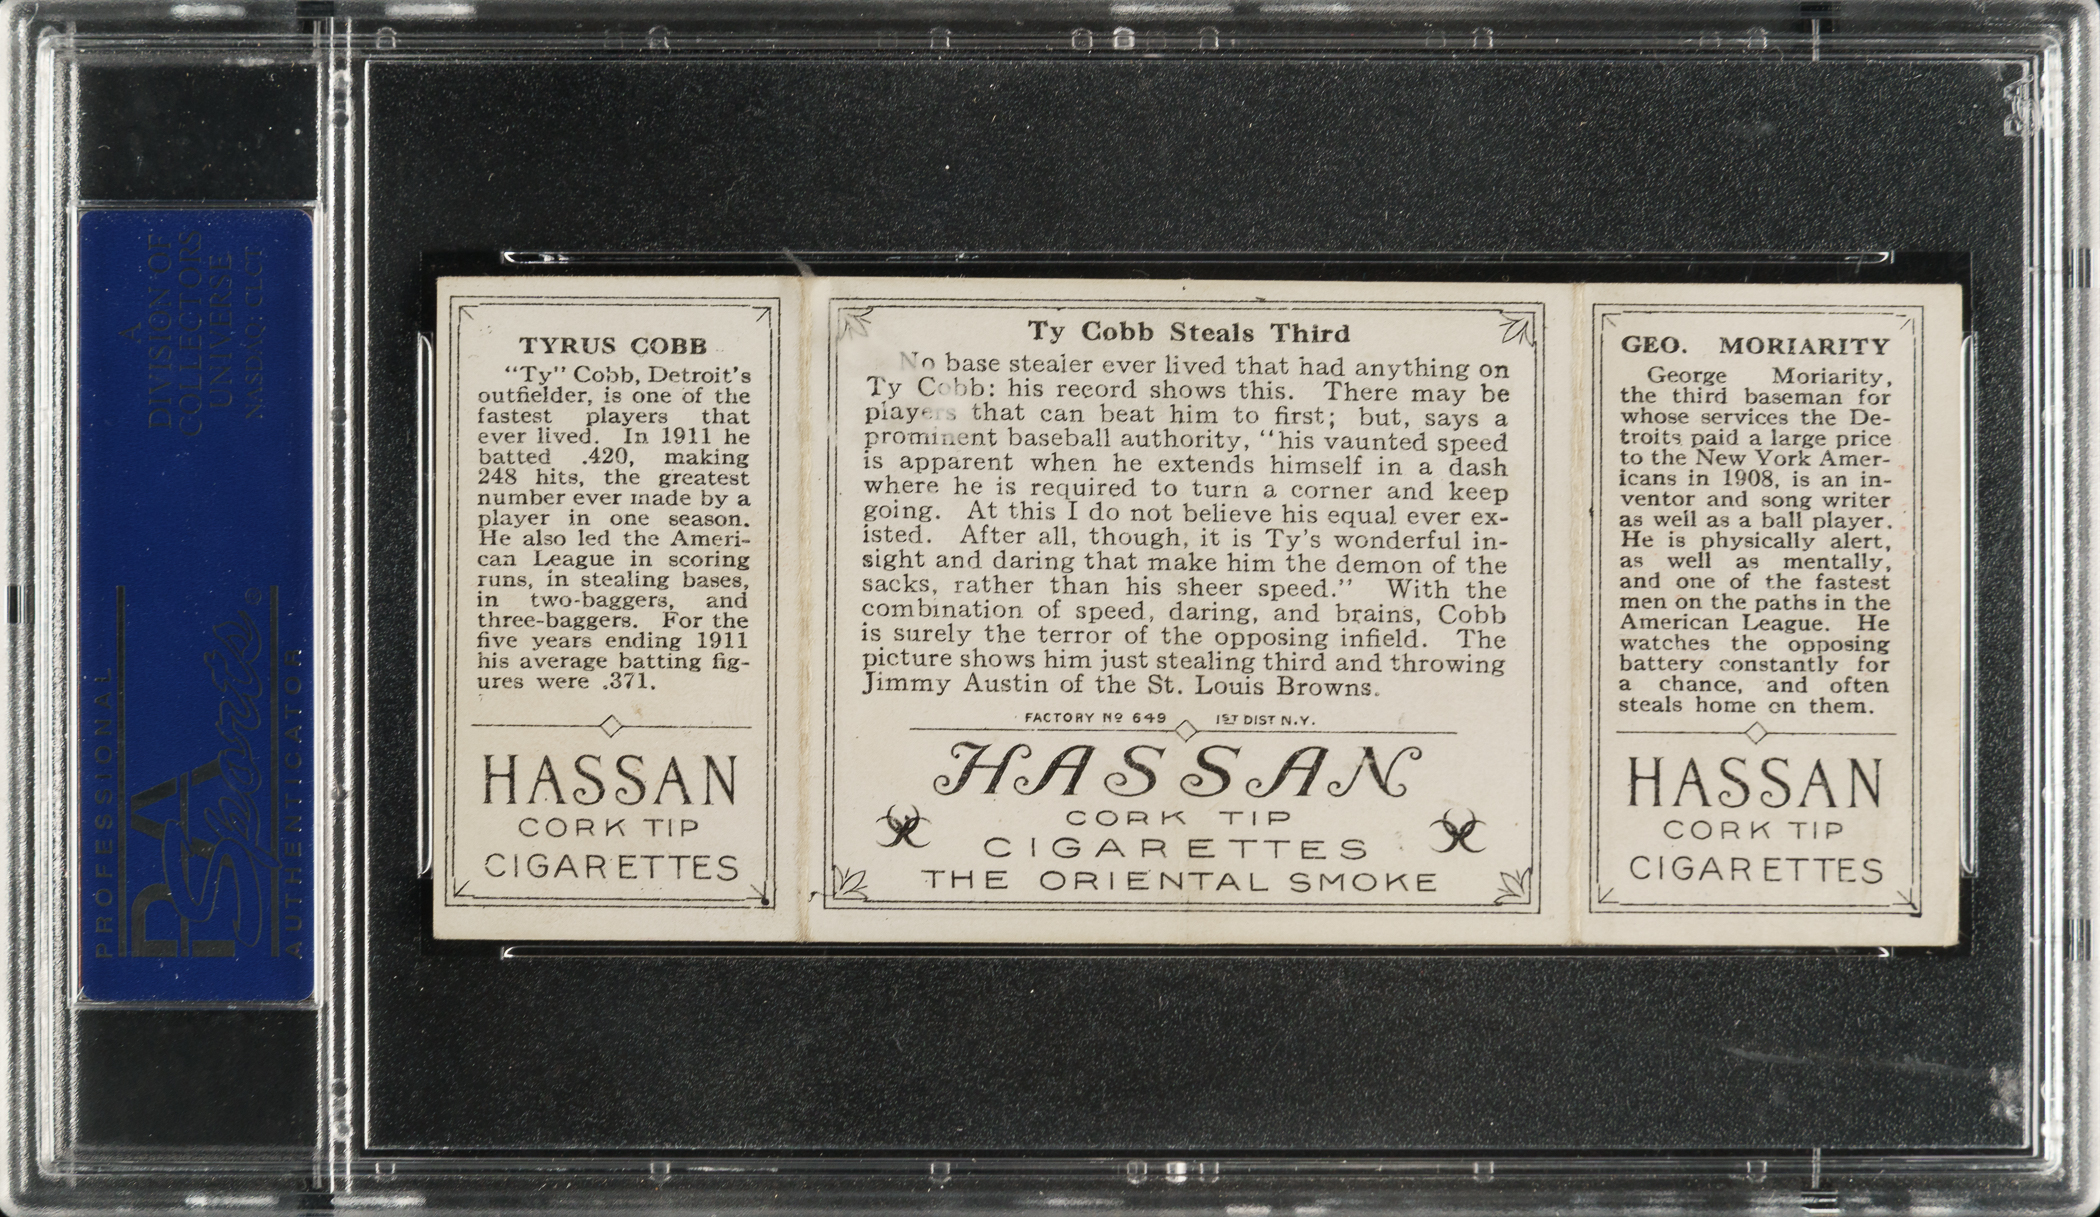 A
DIVISION OF
COLLECTORS
UNIVERSE
NASDAQ: CLCT
PROFESSIONAL
PSA
Sports®
AUTHENTICATOR
TYRUS COBB
“Ty” Cobb, Detroit's
outfielder, is one of the
fastest players that
ever lived. In 1911 he
batted .420, making
248 hits, the greatest
number ever made by a
player in one season.
He also led the Ameri-
can League in scoring
runs, in stealing bases,
in two-baggers, and
three-baggers. For the
five years ending 1911
his average batting fig-
ures were .371.
HASSAN
CORK TIP
CIGARETTES
Ty Cobb Steals Third
No base stealer ever lived that had anything on
Ty Cobb: his record shows this. There may be
players that can beat him to first; but, says a
prominent baseball authority, “his vaunted speed
is apparent when he extends himself in a dash
where he is required to turn a corner and keep
going. At this I do not believe his equal ever ex-
isted. After all, though, it is Ty's wonderful in-
sight and daring that make him the demon of the
sacks, rather than his sheer speed.” With the
combination of speed, daring, and brains, Cobb
is surely the terror of the opposing infield. The
picture shows him just stealing third and throwing
Jimmy Austin of the St. Louis Browns.
FACTORY Nº 649 1ST DIST N.Y.
HASSAN
CORK TIP
CIGARETTES
THE ORIENTAL SMOKE
GEO. MORIARITY
George Moriarity,
the third baseman for
whose services the De-
troits paid a large price
to the New York Amer-
icans in 1908, is an in-
ventor and song writer
as well as a ball player.
He is physically alert,
as well as mentally,
and one of the fastest
men on the paths in the
American League. He
watches the opposing
battery constantly for
a chance, and often
steals home on them.
HASSAN
CORK TIP
CIGARETTES
PSA